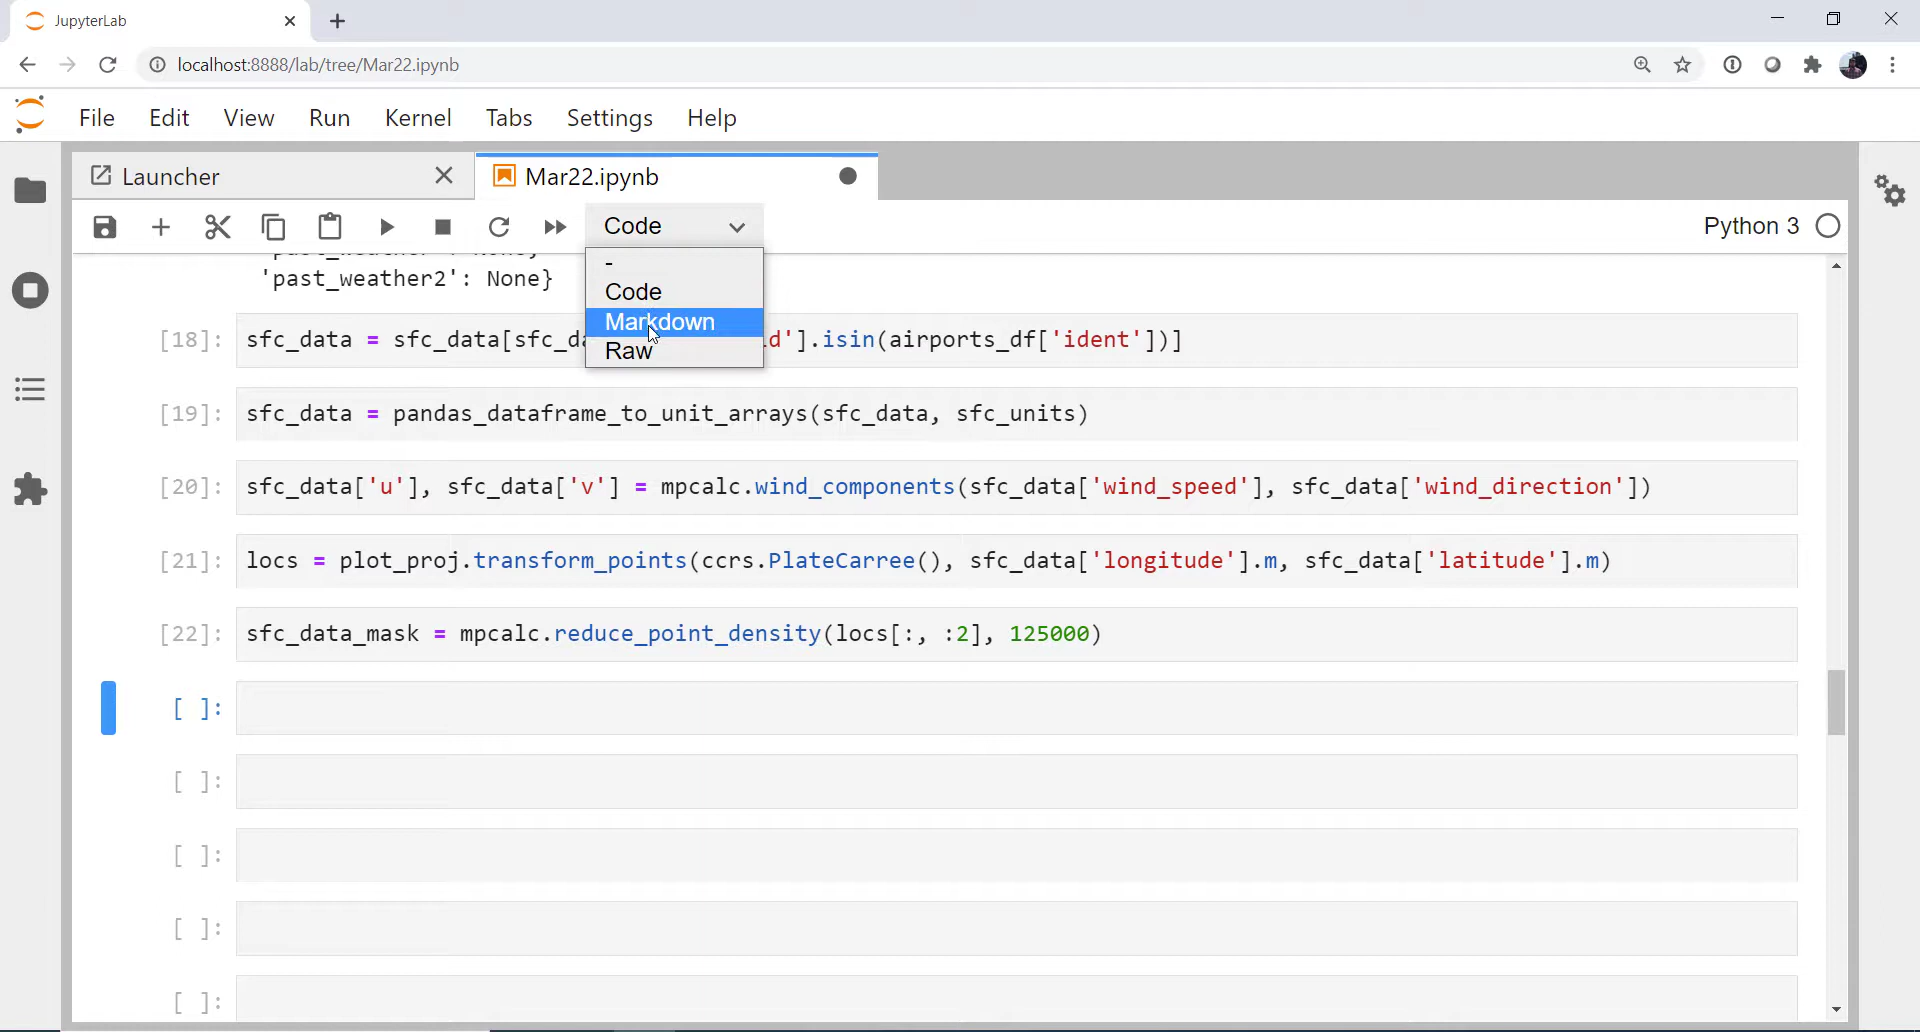 JupyterLab
localhost:8888/lab/tree/Mar22.ipynb
File Edit View Run Kernel Tabs Settings Help
Launcher Mar22.ipynb
Code Python 3
-
Code
Markdown
Raw
'past_weather2': None}
[18]: sfc_data = sfc_data[sfc_da d'].isin(airports_df['ident'])]
[19]: sfc_data = pandas_dataframe_to_unit_arrays(sfc_data, sfc_units)
[20]: sfc_data['u'], sfc_data['v'] = mpcalc.wind_components(sfc_data['wind_speed'], sfc_data['wind_direction'])
[21]: locs = plot_proj.transform_points(ccrs.PlateCarree(), sfc_data['longitude'].m, sfc_data['latitude'].m)
[22]: sfc_data_mask = mpcalc.reduce_point_density(locs[:, :2], 125000)
[ ]:
[ ]:
[ ]:
[ ]:
[ ]: